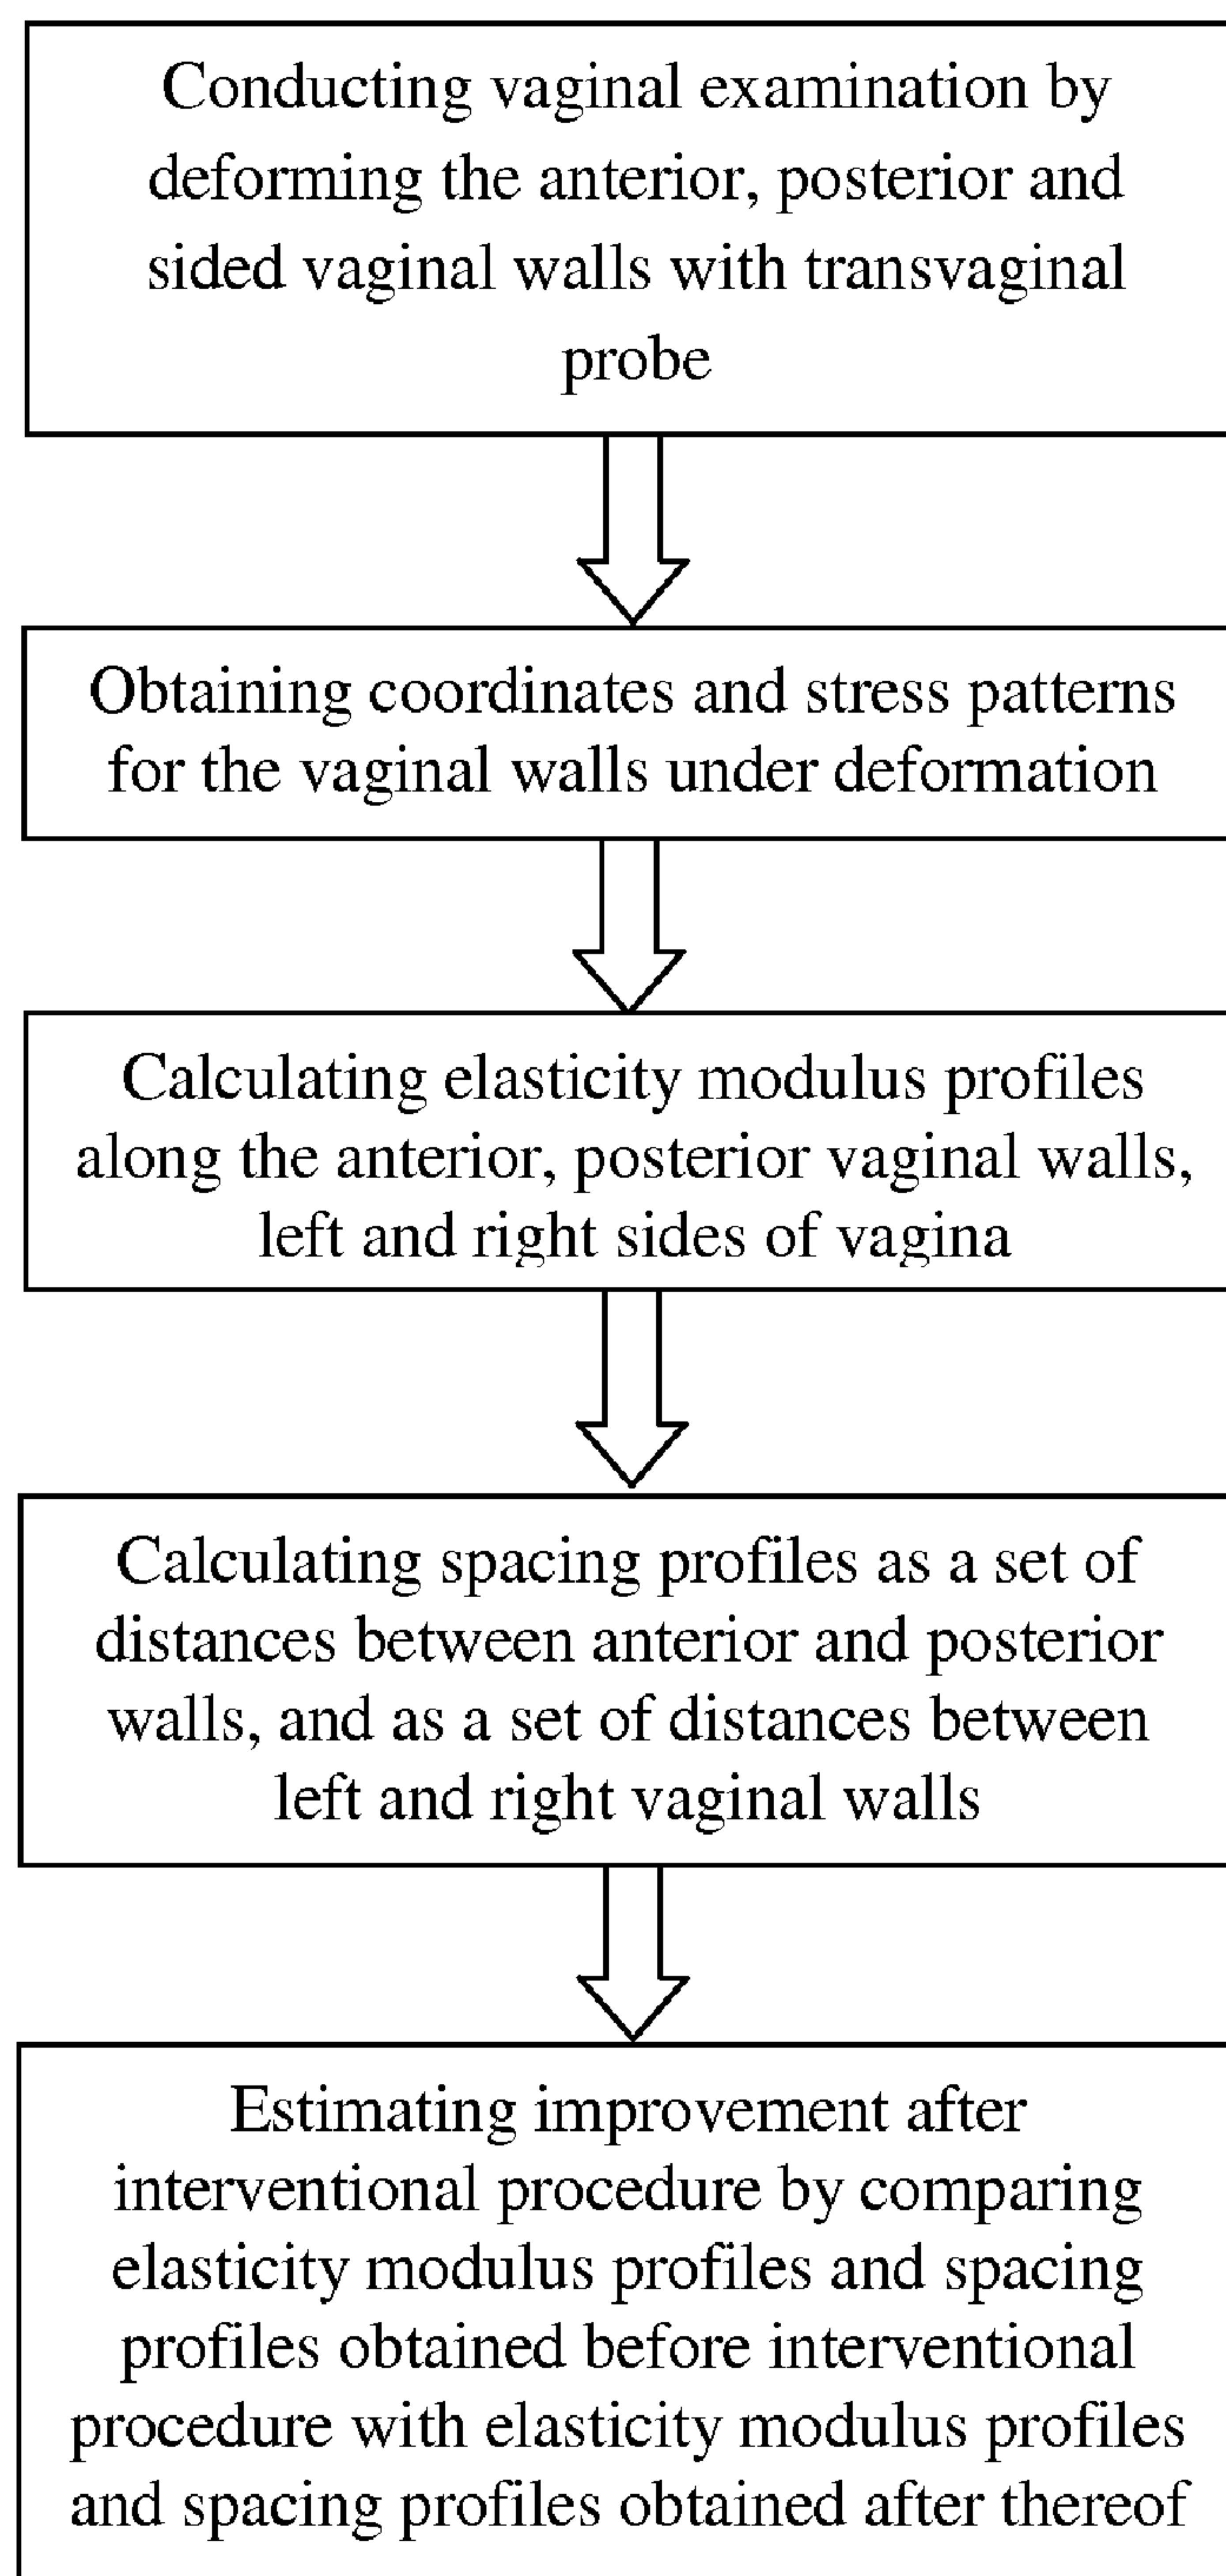 Conducting vaginal examination by
deforming the anterior, posterior and
sided vaginal walls with transvaginal
probe
Obtaining coordinates and stress patterns
for the vaginal walls under deformation
Calculating elasticity modulus profiles
along the anterior, posterior vaginal walls,
left and right sides of vagina
Calculating spacing profiles as a set of
distances between anterior and posterior
walls, and as a set of distances between
left and right vaginal walls
Estimating improvement after
interventional procedure by comparing
elasticity modulus profiles and spacing
profiles obtained before interventional
procedure with elasticity modulus profiles
and spacing profiles obtained after thereof